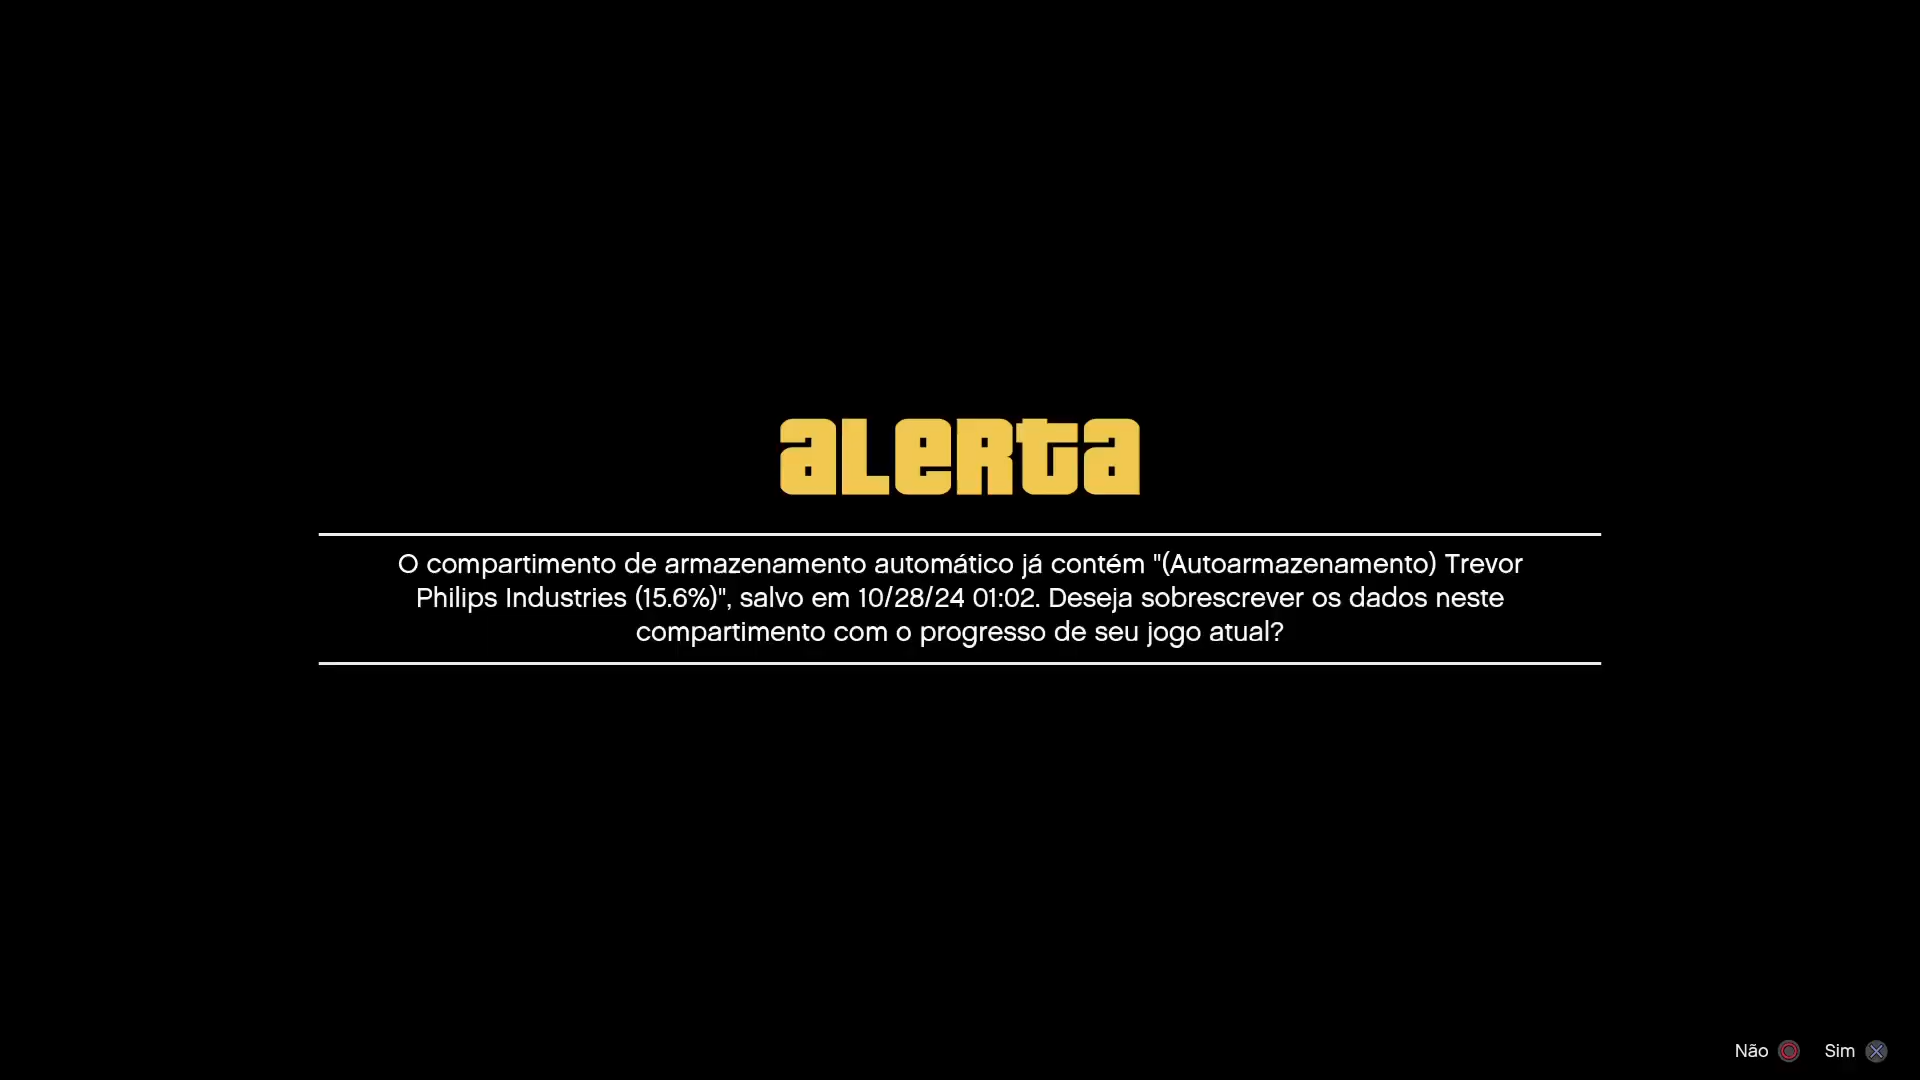 aLeRta
O compartimento de armazenamento automático já contém "(Autoarmazenamento) Trevor
Philips Industries (15.6%)", salvo em 10/28/24 01:02. Deseja sobrescrever os dados neste
compartimento com o progresso de seu jogo atual?
Não Sim